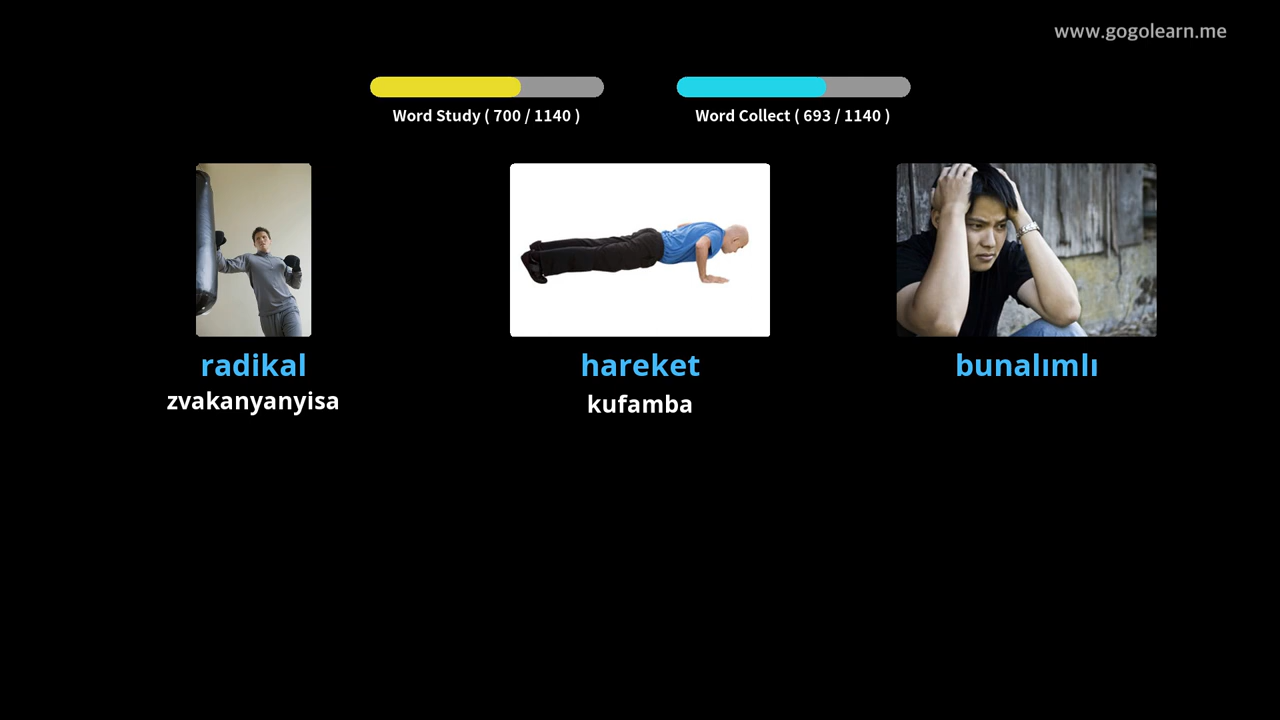 www.gogolearn.me
Word Study ( 700 / 1140 )
Word Collect ( 693 / 1140 )
radikal
zvakanyanyisa
hareket
kufamba
bunalımlı